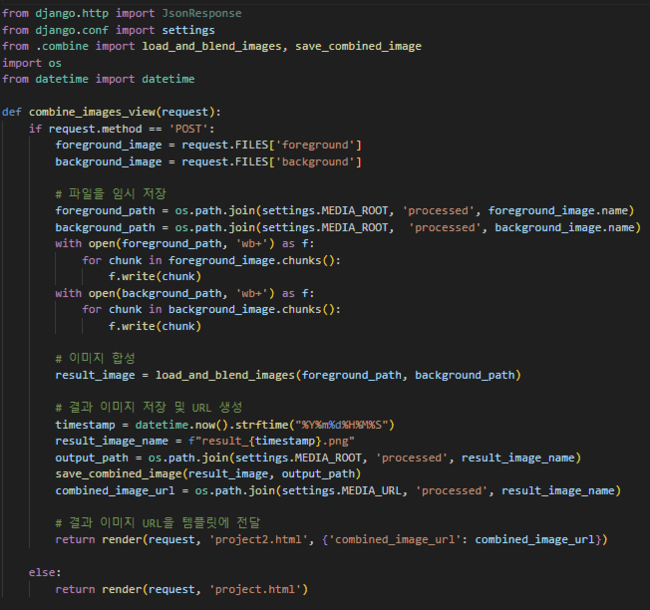 from django.http import JsonResponse
from django.conf import settings
from .combine import load_and_blend_images, save_combined_image
import os
from datetime import datetime

def combine_images_view(request):
    if request.method == 'POST':
        foreground_image = request.FILES['foreground']
        background_image = request.FILES['background']

        # 파일을 임시 저장
        foreground_path = os.path.join(settings.MEDIA_ROOT, 'processed', foreground_image.name)
        background_path = os.path.join(settings.MEDIA_ROOT,  'processed', background_image.name)
        with open(foreground_path, 'wb+') as f:
            for chunk in foreground_image.chunks():
                f.write(chunk)
        with open(background_path, 'wb+') as f:
            for chunk in background_image.chunks():
                f.write(chunk)

        # 이미지 합성
        result_image = load_and_blend_images(foreground_path, background_path)

        # 결과 이미지 저장 및 URL 생성
        timestamp = datetime.now().strftime("%Y%m%d%H%M%S")
        result_image_name = f"result_{timestamp}.png"
        output_path = os.path.join(settings.MEDIA_ROOT, 'processed', result_image_name)
        save_combined_image(result_image, output_path)
        combined_image_url = os.path.join(settings.MEDIA_URL, 'processed', result_image_name)

        # 결과 이미지 URL을 템플릿에 전달
        return render(request, 'project2.html', {'combined_image_url': combined_image_url})

    else:
        return render(request, 'project.html')